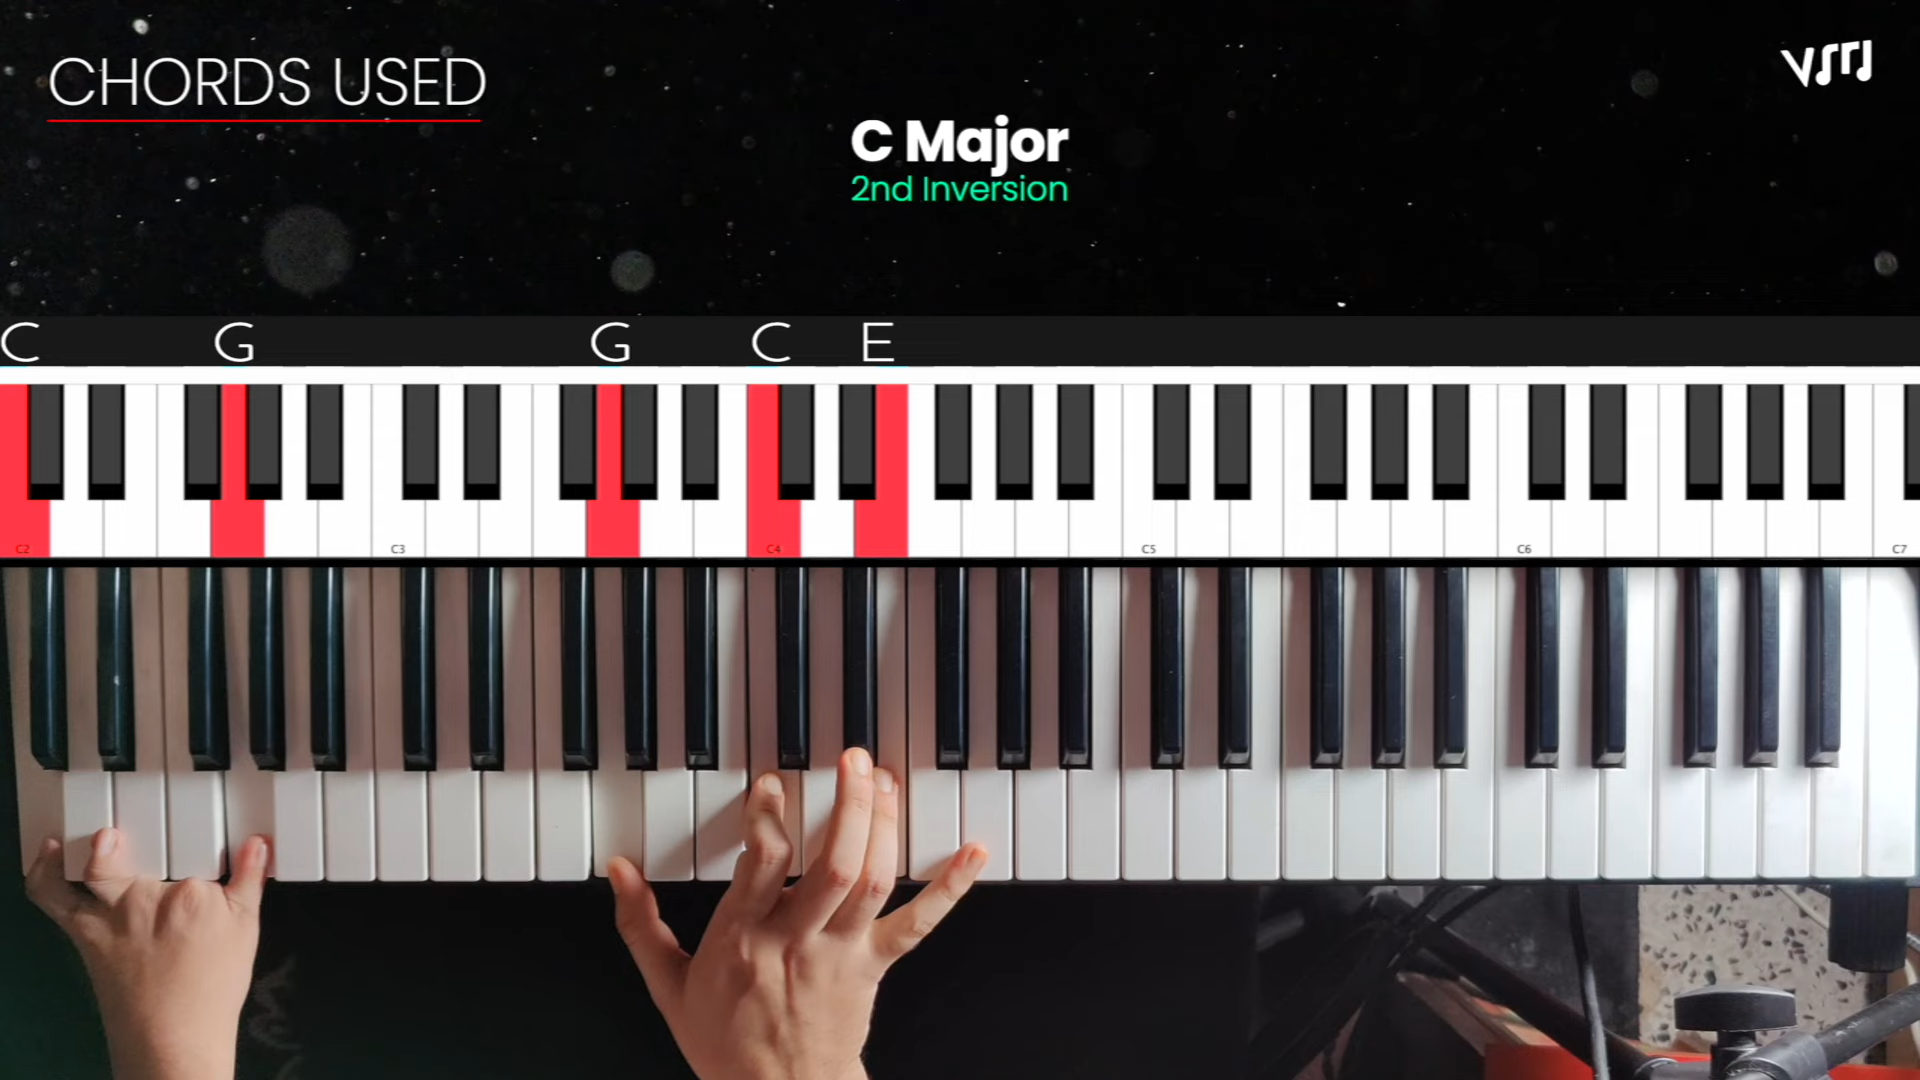 CHORDS USED
C Major
2nd Inversion
C G G C E
C2 C3 C4 C5 C6 C7